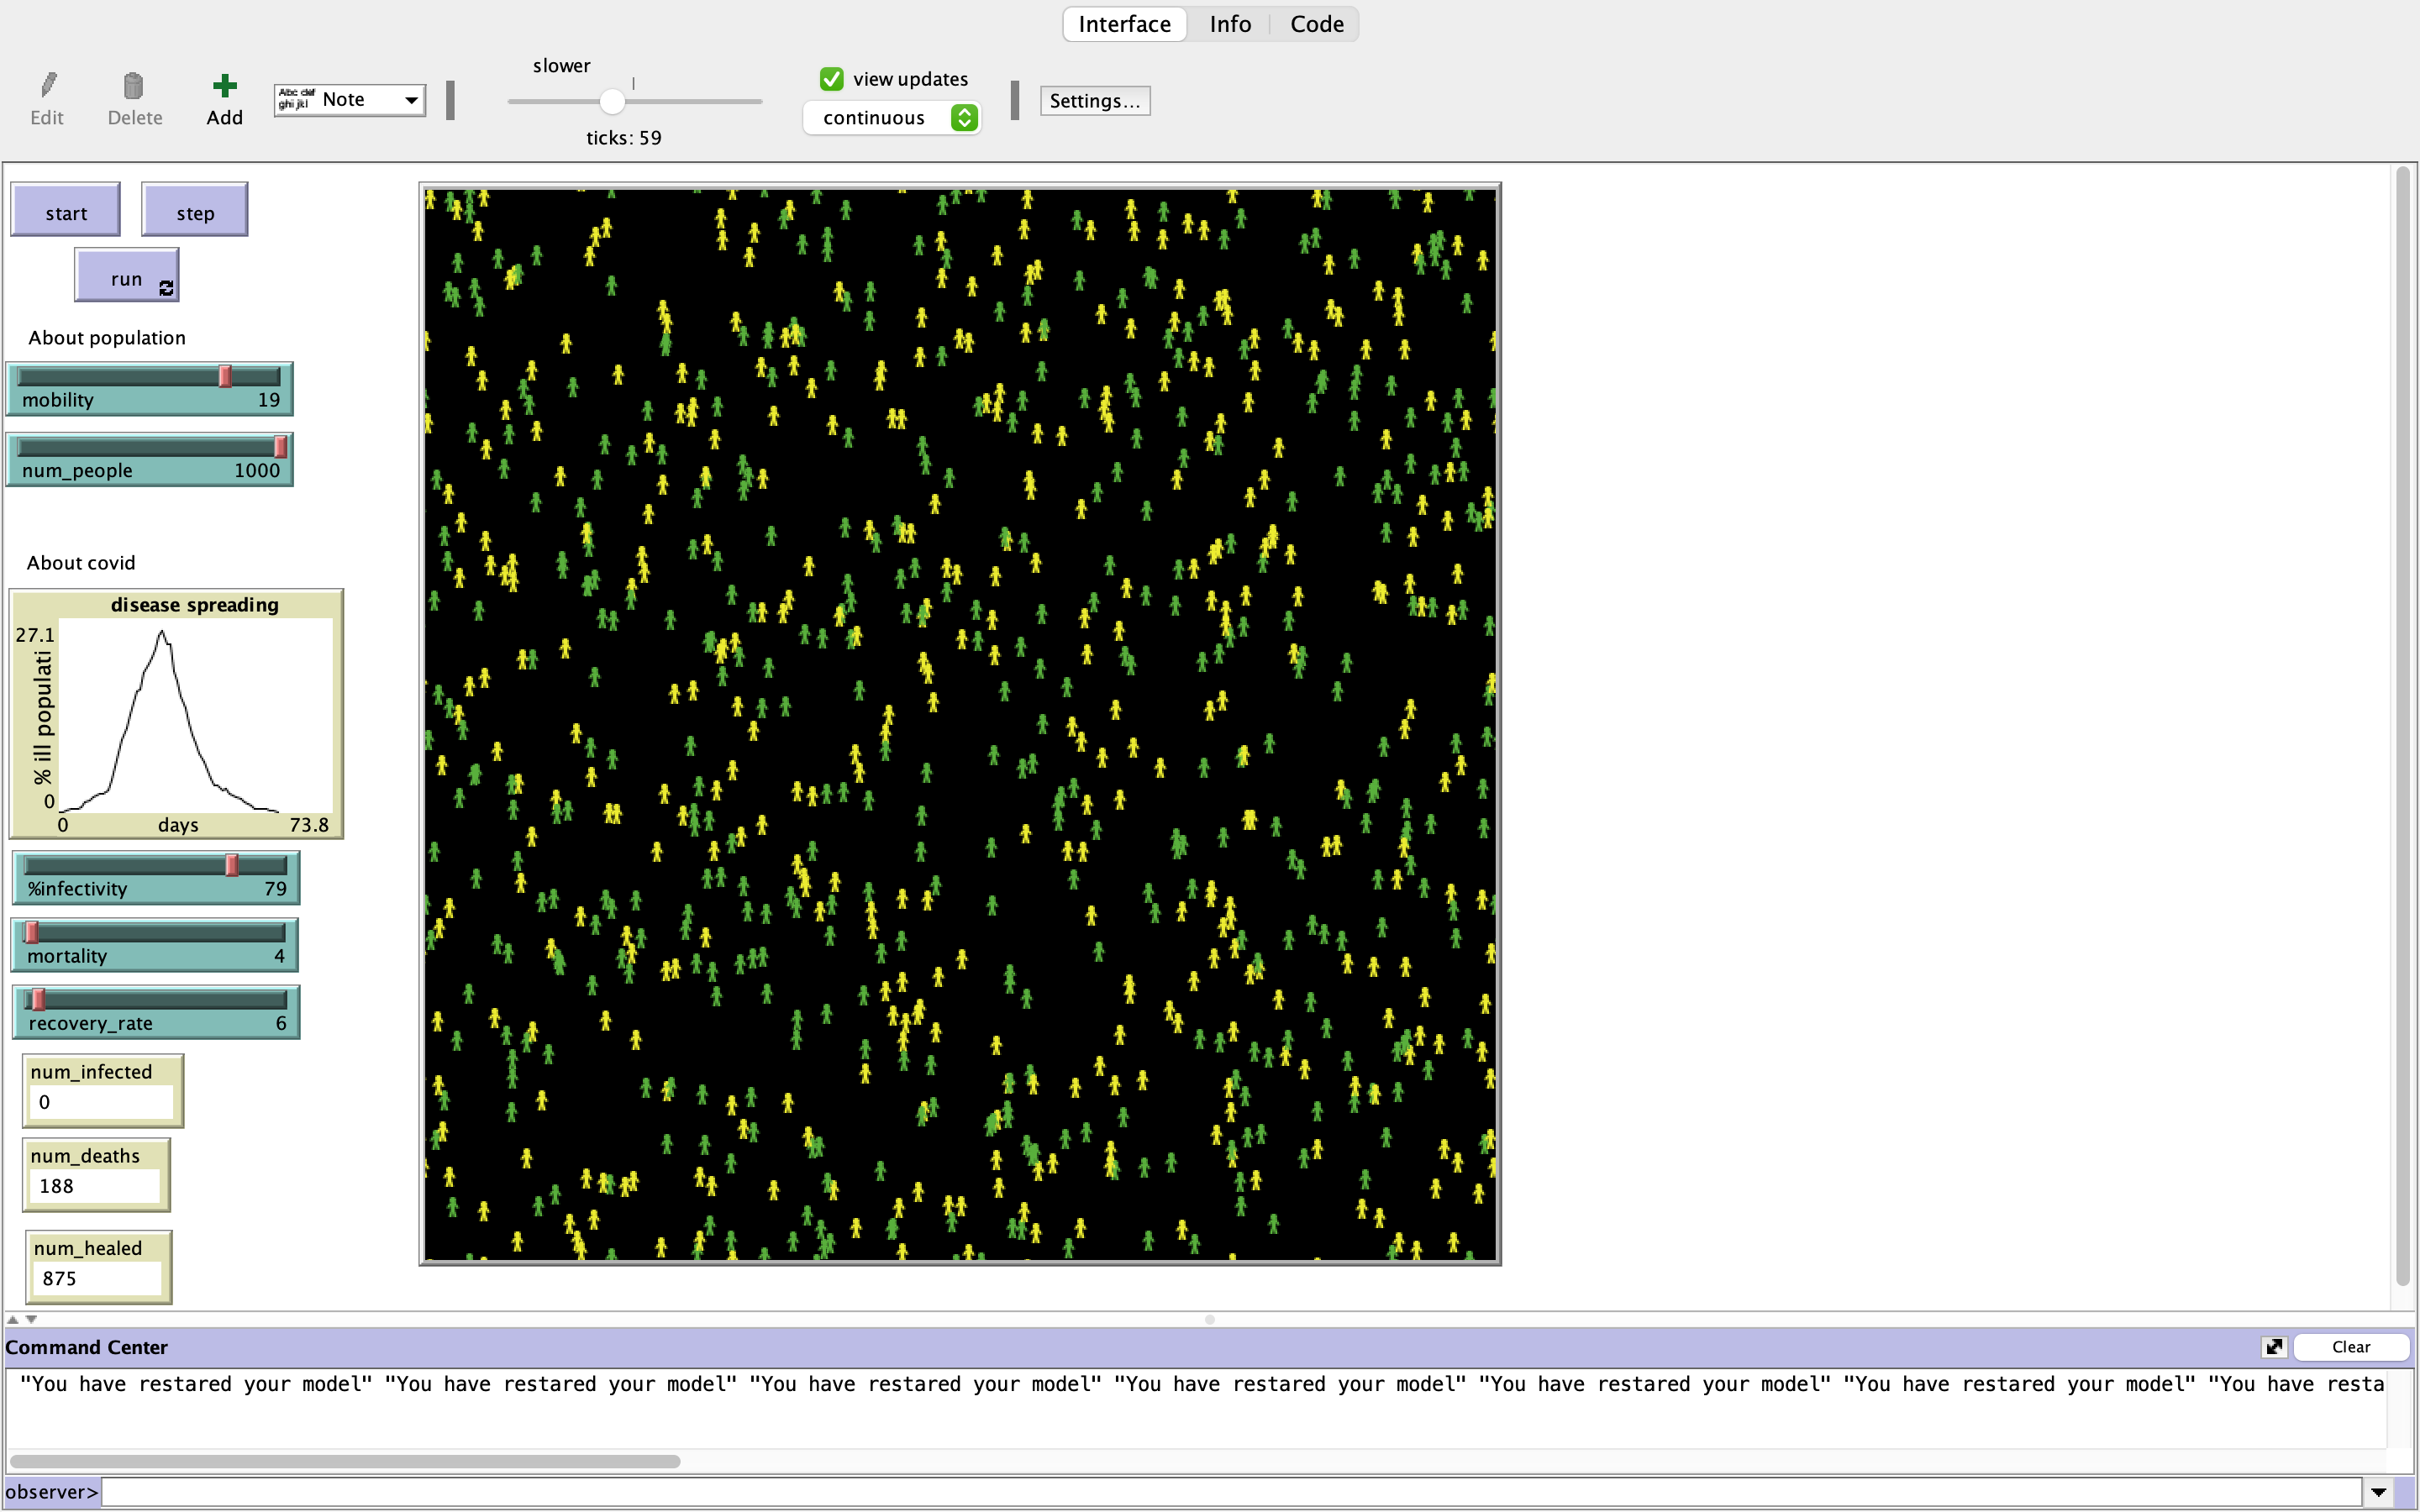 Interface Info Code
Edit
Delete
Add
Abc def
ghi jkl
Note
slower
ticks: 59
view updates
continuous
Settings...
start
step
run
About population
mobility 19
num_people 1000
About covid
disease spreading
27.1
% ill populati
0
0 days 73.8
%infectivity 79
mortality 4
recovery_rate 6
num_infected
0
num_deaths
188
num_healed
875
Command Center
Clear
"You have restared your model" "You have restared your model" "You have restared your model" "You have restared your model" "You have restared your model" "You have restared your model" "You have resta
observer>